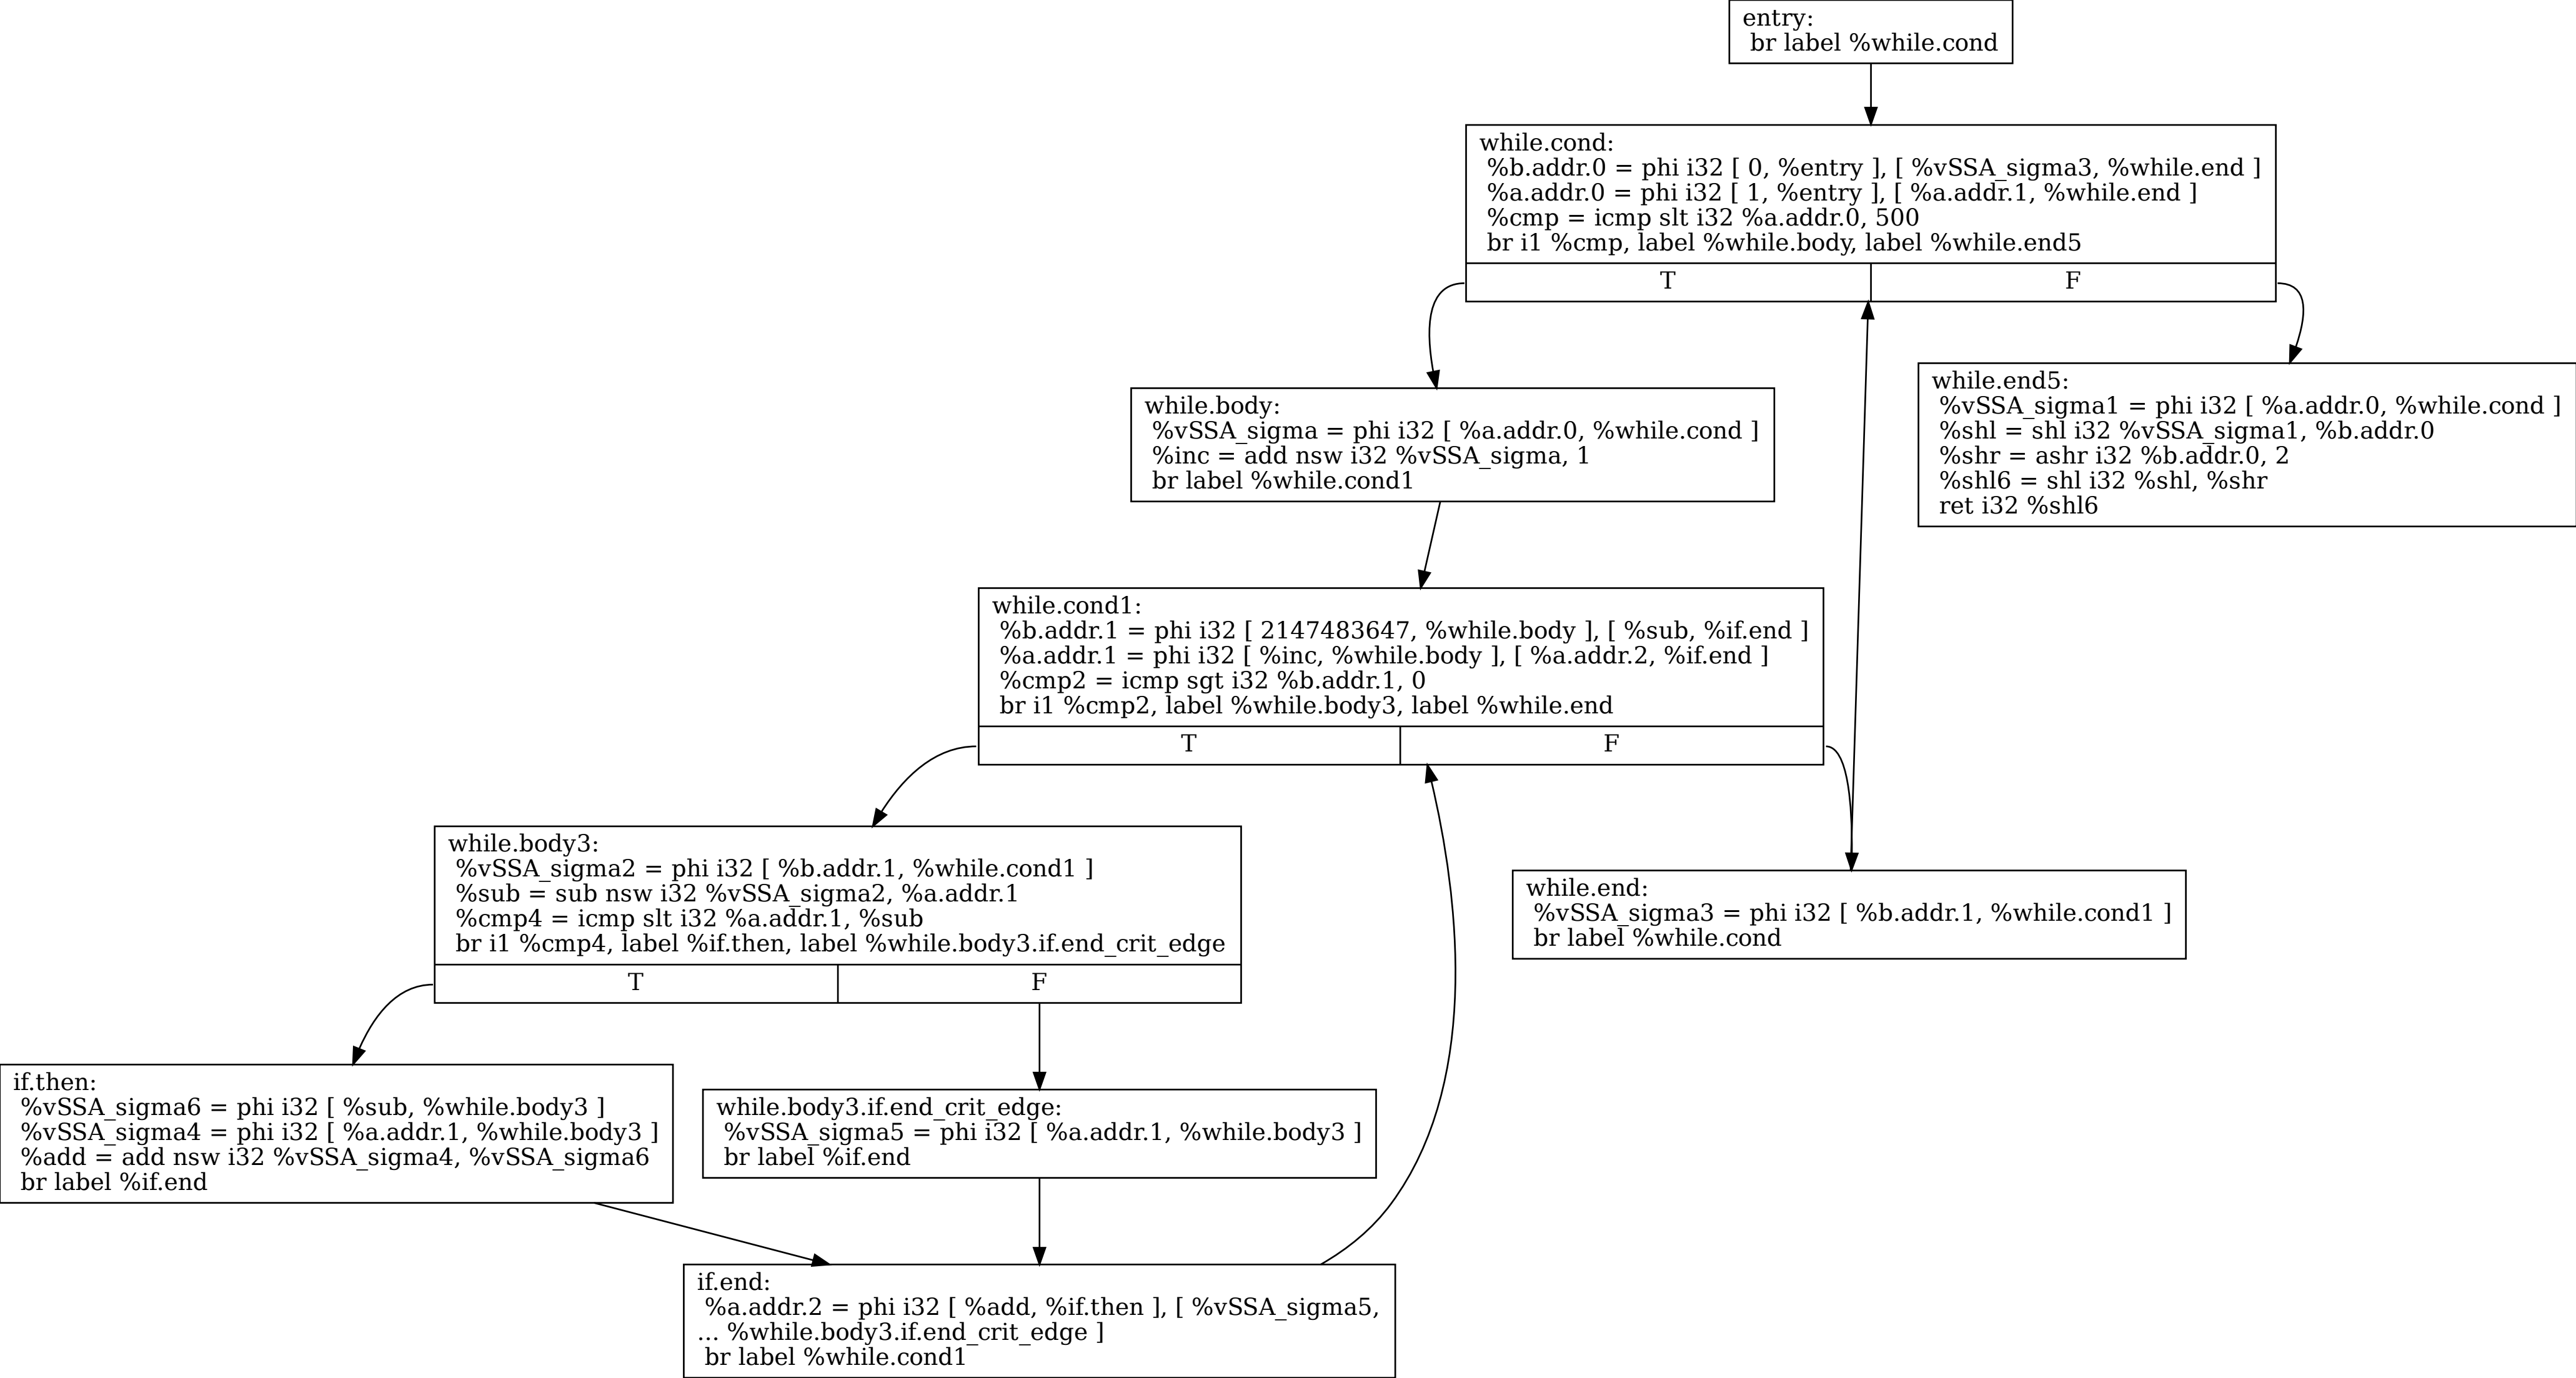 entry:
br label %while.cond
while.cond:
%b.addr.0 = phi i32 [ 0, %entry ], [ %vSSA_sigma3, %while.end ]
%a.addr.0 = phi i32 [ 1, %entry ], [ %a.addr.1, %while.end ]
%cmp = icmp slt i32 %a.addr.0, 500
br i1 %cmp, label %while.body, label %while.end5
T
F
while.body:
%vSSA_sigma = phi i32 [ %a.addr.0, %while.cond ]
%inc = add nsw i32 %vSSA_sigma, 1
br label %while.cond1
while.end5:
%vSSA_sigma1 = phi i32 [ %a.addr.0, %while.cond ]
%shl = shl i32 %vSSA_sigma1, %b.addr.0
%shr = ashr i32 %b.addr.0, 2
%shl6 = shl i32 %shl, %shr
ret i32 %shl6
while.cond1:
%b.addr.1 = phi i32 [ 2147483647, %while.body ], [ %sub, %if.end ]
%a.addr.1 = phi i32 [ %inc, %while.body ], [ %a.addr.2, %if.end ]
%cmp2 = icmp sgt i32 %b.addr.1, 0
br i1 %cmp2, label %while.body3, label %while.end
T
F
while.body3:
%vSSA_sigma2 = phi i32 [ %b.addr.1, %while.cond1 ]
%sub = sub nsw i32 %vSSA_sigma2, %a.addr.1
%cmp4 = icmp slt i32 %a.addr.1, %sub
br i1 %cmp4, label %if.then, label %while.body3.if.end_crit_edge
T
F
while.end:
%vSSA_sigma3 = phi i32 [ %b.addr.1, %while.cond1 ]
br label %while.cond
if.then:
%vSSA_sigma6 = phi i32 [ %sub, %while.body3 ]
%vSSA_sigma4 = phi i32 [ %a.addr.1, %while.body3 ]
%add = add nsw i32 %vSSA_sigma4, %vSSA_sigma6
br label %if.end
while.body3.if.end_crit_edge:
%vSSA_sigma5 = phi i32 [ %a.addr.1, %while.body3 ]
br label %if.end
if.end:
%a.addr.2 = phi i32 [ %add, %if.then ], [ %vSSA_sigma5,
... %while.body3.if.end_crit_edge ]
br label %while.cond1